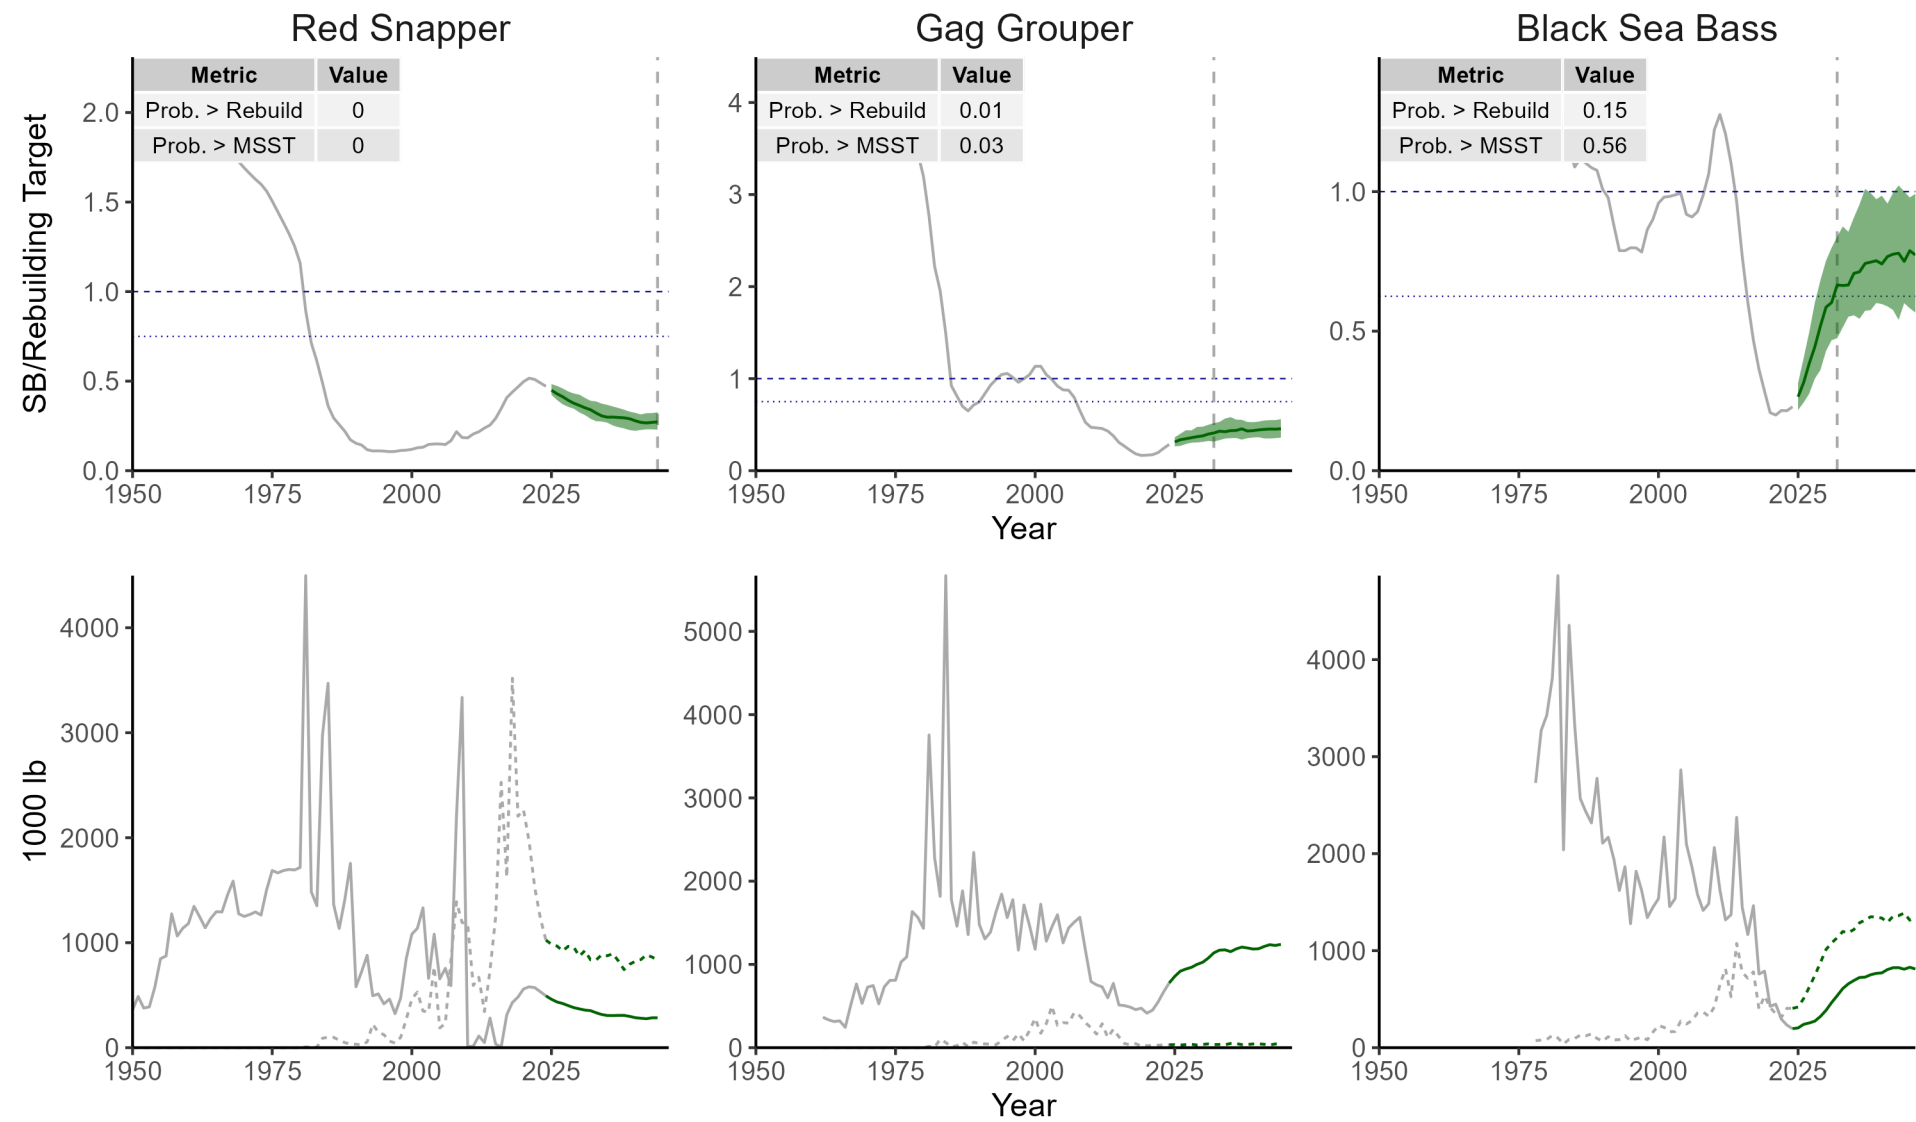 Red Snapper
Gag Grouper
Black Sea Bass
SB/Rebuilding Target
Metric Value
Prob. > Rebuild 0
Prob. > MSST 0
2.0
1.5
1.0
0.5
0.0
1950 1975 2000 2025
Metric Value
Prob. > Rebuild 0.01
Prob. > MSST 0.03
4
3
2
1
0
1950 1975 2000 2025
Metric Value
Prob. > Rebuild 0.15
Prob. > MSST 0.56
1.0
0.5
0.0
1950 1975 2000 2025
Year
1000 lb
4000
3000
2000
1000
0
1950 1975 2000 2025
5000
4000
3000
2000
1000
0
1950 1975 2000 2025
4000
3000
2000
1000
0
1950 1975 2000 2025
Year